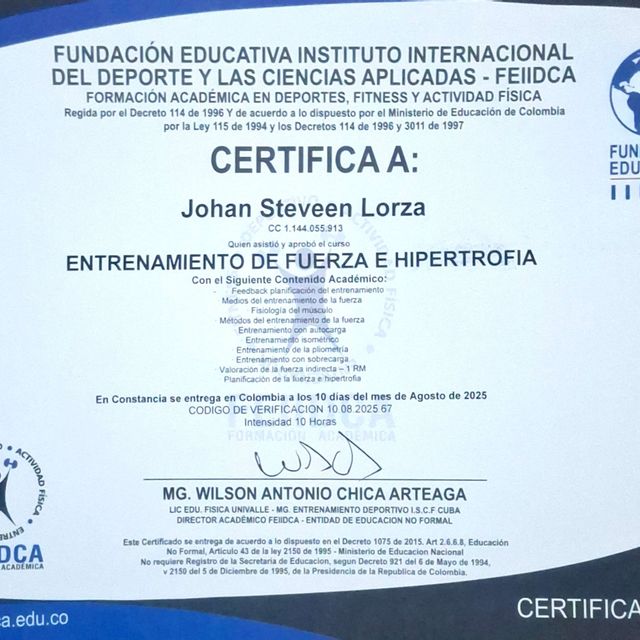 FUNDACIÓN EDUCATIVA INSTITUTO INTERNACIONAL
DEL DEPORTE Y LAS CIENCIAS APLICADAS - FEIIDCA
FORMACIÓN ACADÉMICA EN DEPORTES, FITNESS Y ACTIVIDAD FÍSICA
Regida por el Decreto 114 de 1996 Y de acuerdo a lo dispuesto por el Ministerio de Educación de Colombia
por la Ley 115 de 1994 y los Decretos 114 de 1996 y 3011 de 1997
FUN
EDU
CERTIFICA A:
Johan Steveen Lorza
CC 1.144.055.913
Quien asistió y aprobó el curso
ENTRENAMIENTO DE FUERZA E HIPERTROFIA
Con el Siguiente Contenido Académico:
- Feedback planificación del entrenamiento
- Medios del entrenamiento de la fuerza
- Fisiología del músculo
- Métodos del entrenamiento de la fuerza
- Entrenamiento con autocarga
- Entrenamiento isométrico
- Entrenamiento de la pliometría
- Entrenamiento con sobrecarga
- Valoración de la fuerza indirecta – 1 RM
- Planificación de la fuerza e hipertrofia
En Constancia se entrega en Colombia a los 10 días del mes de Agosto de 2025
CODIGO DE VERIFICACION 10 08 2025 67
Intensidad 10 Horas
FORMACIÓN ACADÉMICA
MG. WILSON ANTONIO CHICA ARTEAGA
LIC EDU. FISICA UNIVALLE - MG. ENTRENAMIENTO DEPORTIVO I.S.C.F CUBA
DIRECTOR ACADÉMICO FEIIDCA - ENTIDAD DE EDUCACION NO FORMAL
ACTIVIDAD FÍSICA
IDCA
ACADÉMICA
Este Certificado se entrega de acuerdo a lo dispuesto en el Decreto 1075 de 2015. Art 2.6.6.8, Educación
No Formal, Articulo 43 de la ley 2150 de 1995 - Ministerio de Educacion Nacional
No requiere Registro de la Secretaria de Educacion, segun Decreto 921 del 6 de Mayo de 1994,
v 2150 del 5 de Diciembre de 1995, de la Presidencia de la Republica de Colombia.
ca.edu.co
CERTIFICA